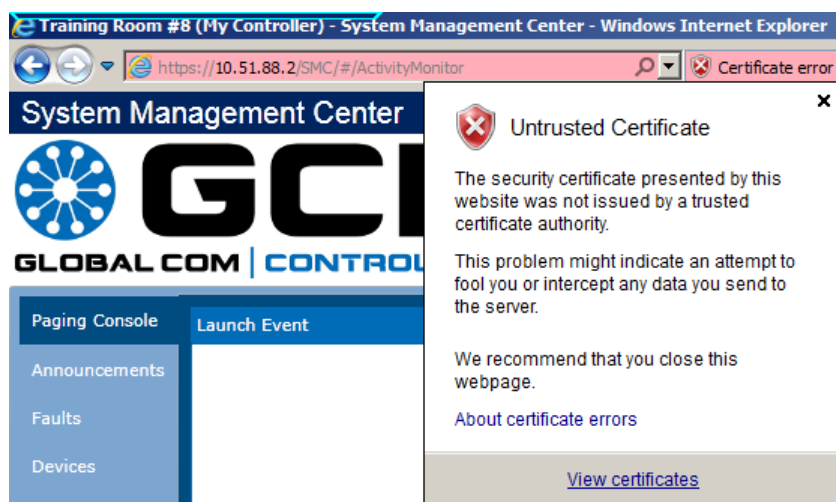 Training Room #8 (My Controller) - System Management Center - Windows Internet Explorer
https://10.51.88.2/SMC/#/ActivityMonitor
Certificate error
System Management Center
Untrusted Certificate
The security certificate presented by this
website was not issued by a trusted
certificate authority.
This problem might indicate an attempt to
fool you or intercept any data you send to
the server.
We recommend that you close this
webpage.
About certificate errors
View certificates
GC
GLOBAL COM | CONTROL
Paging Console
Launch Event
Announcements
Faults
Devices